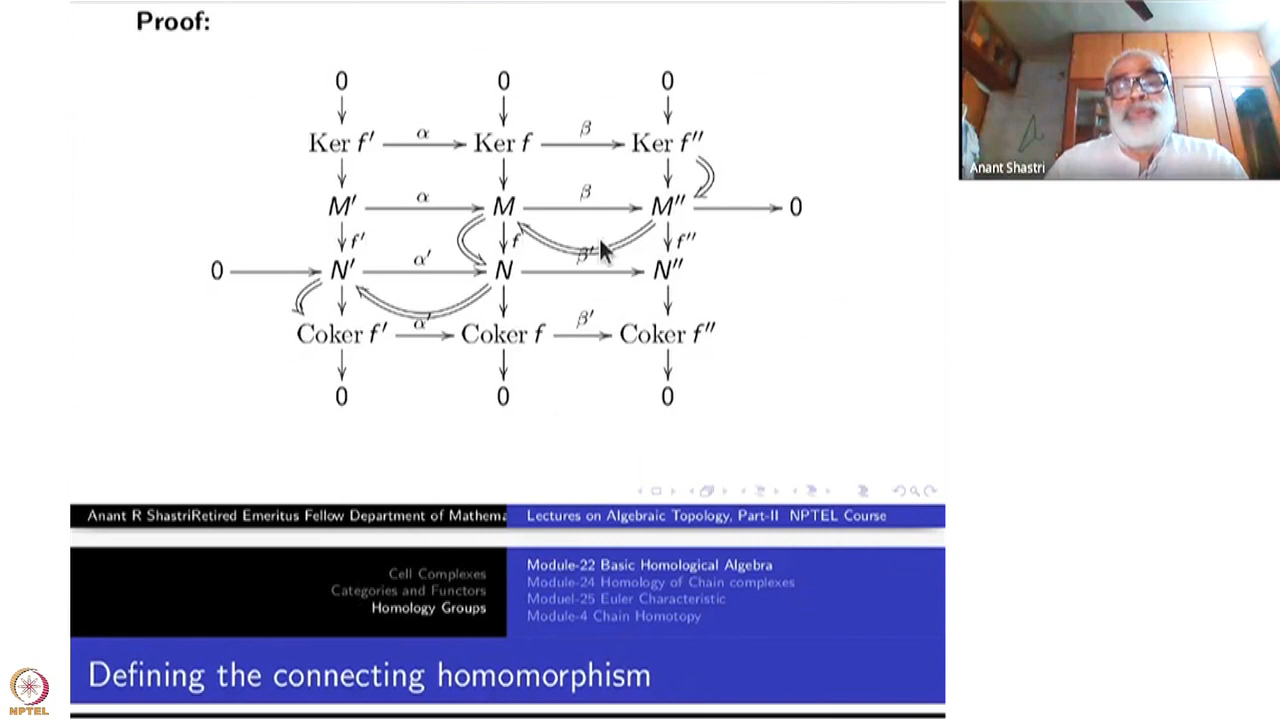 Proof:
0 0 0
Ker f′ α Ker f β Ker f″
M′ α M β M″ 0
f′ f f″
0 N′ α′ N β′ N″
Coker f′ α′ Coker f β′ Coker f″
0 0 0
Anant Shastri
Anant R ShastriRetired Emeritus Fellow Department of Mathema
Lectures on Algebraic Topology, Part-II NPTEL Course
Cell Complexes
Categories and Functors
Homology Groups
Module-22 Basic Homological Algebra
Module-24 Homology of Chain complexes
Moduel-25 Euler Characteristic
Module-4 Chain Homotopy
Defining the connecting homomorphism
NPTEL